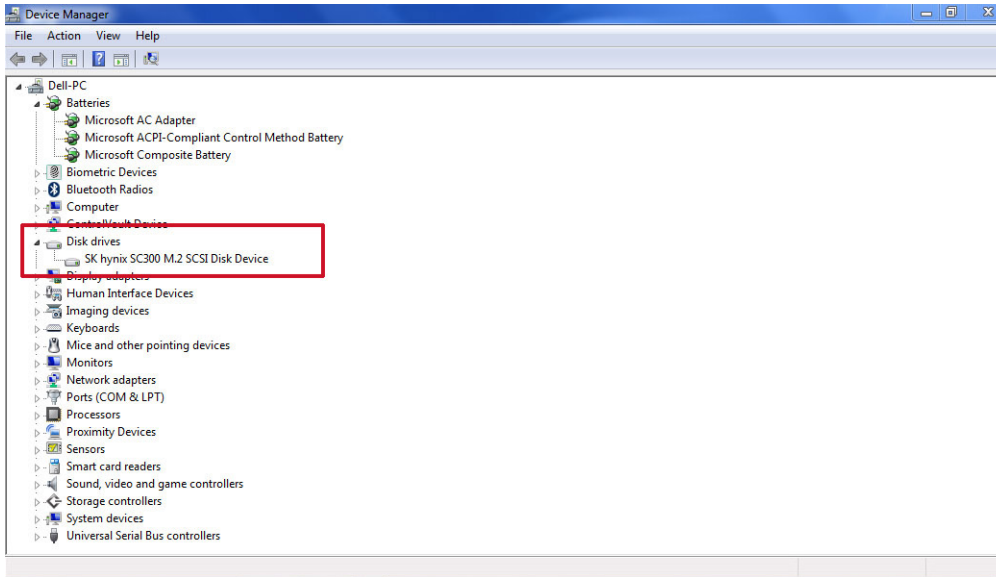 Device Manager
File Action View Help
Dell-PC
Batteries
Microsoft AC Adapter
Microsoft ACPI-Compliant Control Method Battery
Microsoft Composite Battery
Biometric Devices
Bluetooth Radios
Computer
ControlVault Device
Disk drives
SK hynix SC300 M.2 SCSI Disk Device
Display adapters
Human Interface Devices
Imaging devices
Keyboards
Mice and other pointing devices
Monitors
Network adapters
Ports (COM & LPT)
Processors
Proximity Devices
Sensors
Smart card readers
Sound, video and game controllers
Storage controllers
System devices
Universal Serial Bus controllers